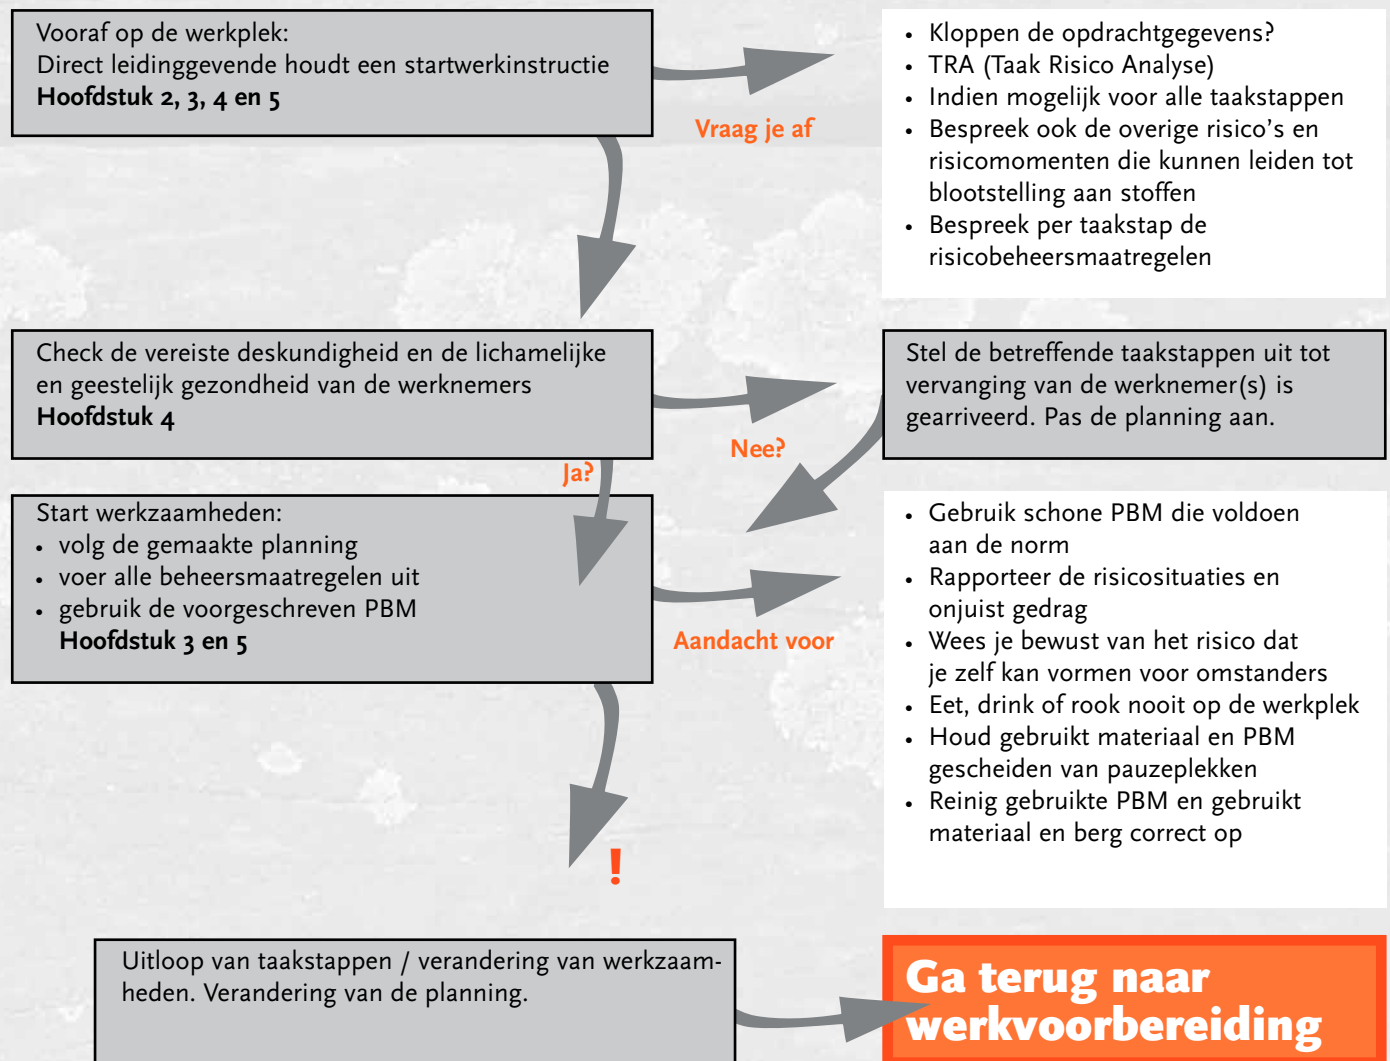 Vooraf op de werkplek:
Direct leidinggevende houdt een startwerkinstructie
Hoofdstuk 2, 3, 4 en 5
Vraag je af
• Kloppen de opdrachtgegevens?
• TRA (Taak Risico Analyse)
• Indien mogelijk voor alle taakstappen
• Bespreek ook de overige risico's en
risicomomenten die kunnen leiden tot
blootstelling aan stoffen
• Bespreek per taakstap de
risicobeheersmaatregelen
Check de vereiste deskundigheid en de lichamelijke
en geestelijk gezondheid van de werknemers
Hoofdstuk 4
Nee?
Stel de betreffende taakstappen uit tot
vervanging van de werknemer(s) is
gearriveerd. Pas de planning aan.
Ja?
Start werkzaamheden:
• volg de gemaakte planning
• voer alle beheersmaatregelen uit
• gebruik de voorgeschreven PBM
Hoofdstuk 3 en 5
Aandacht voor
• Gebruik schone PBM die voldoen
aan de norm
• Rapporteer de risicosituaties en
onjuist gedrag
• Wees je bewust van het risico dat
je zelf kan vormen voor omstanders
• Eet, drink of rook nooit op de werkplek
• Houd gebruikt materiaal en PBM
gescheiden van pauzeplekken
• Reinig gebruikte PBM en gebruikt
materiaal en berg correct op
!
Uitloop van taakstappen / verandering van werkzaam-
heden. Verandering van de planning.
Ga terug naar
werkvoorbereiding